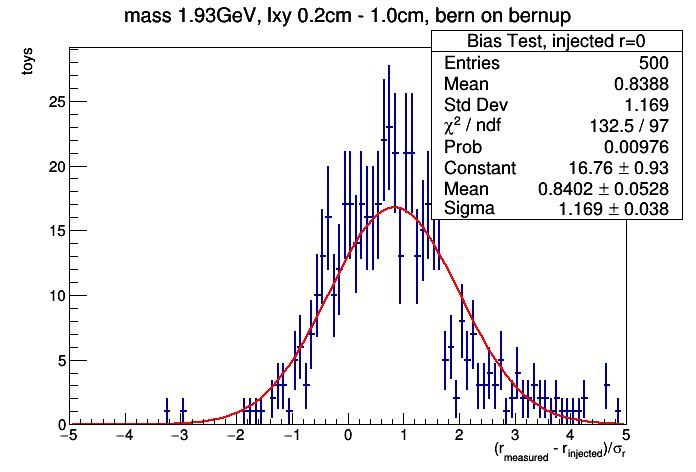 mass 1.93GeV, lxy 0.2cm - 1.0cm, bern on bernup
Bias Test, injected r=0
Entries 500
Mean 0.8388
Std Dev 1.169
χ² / ndf 132.5 / 97
Prob 0.00976
Constant 16.76 ± 0.93
Mean 0.8402 ± 0.0528
Sigma 1.169 ± 0.038
toys
25
20
15
10
5
0
−5 −4 −3 −2 −1 0 1 2 3 4 5
(r_measured - r_injected)/σ_r